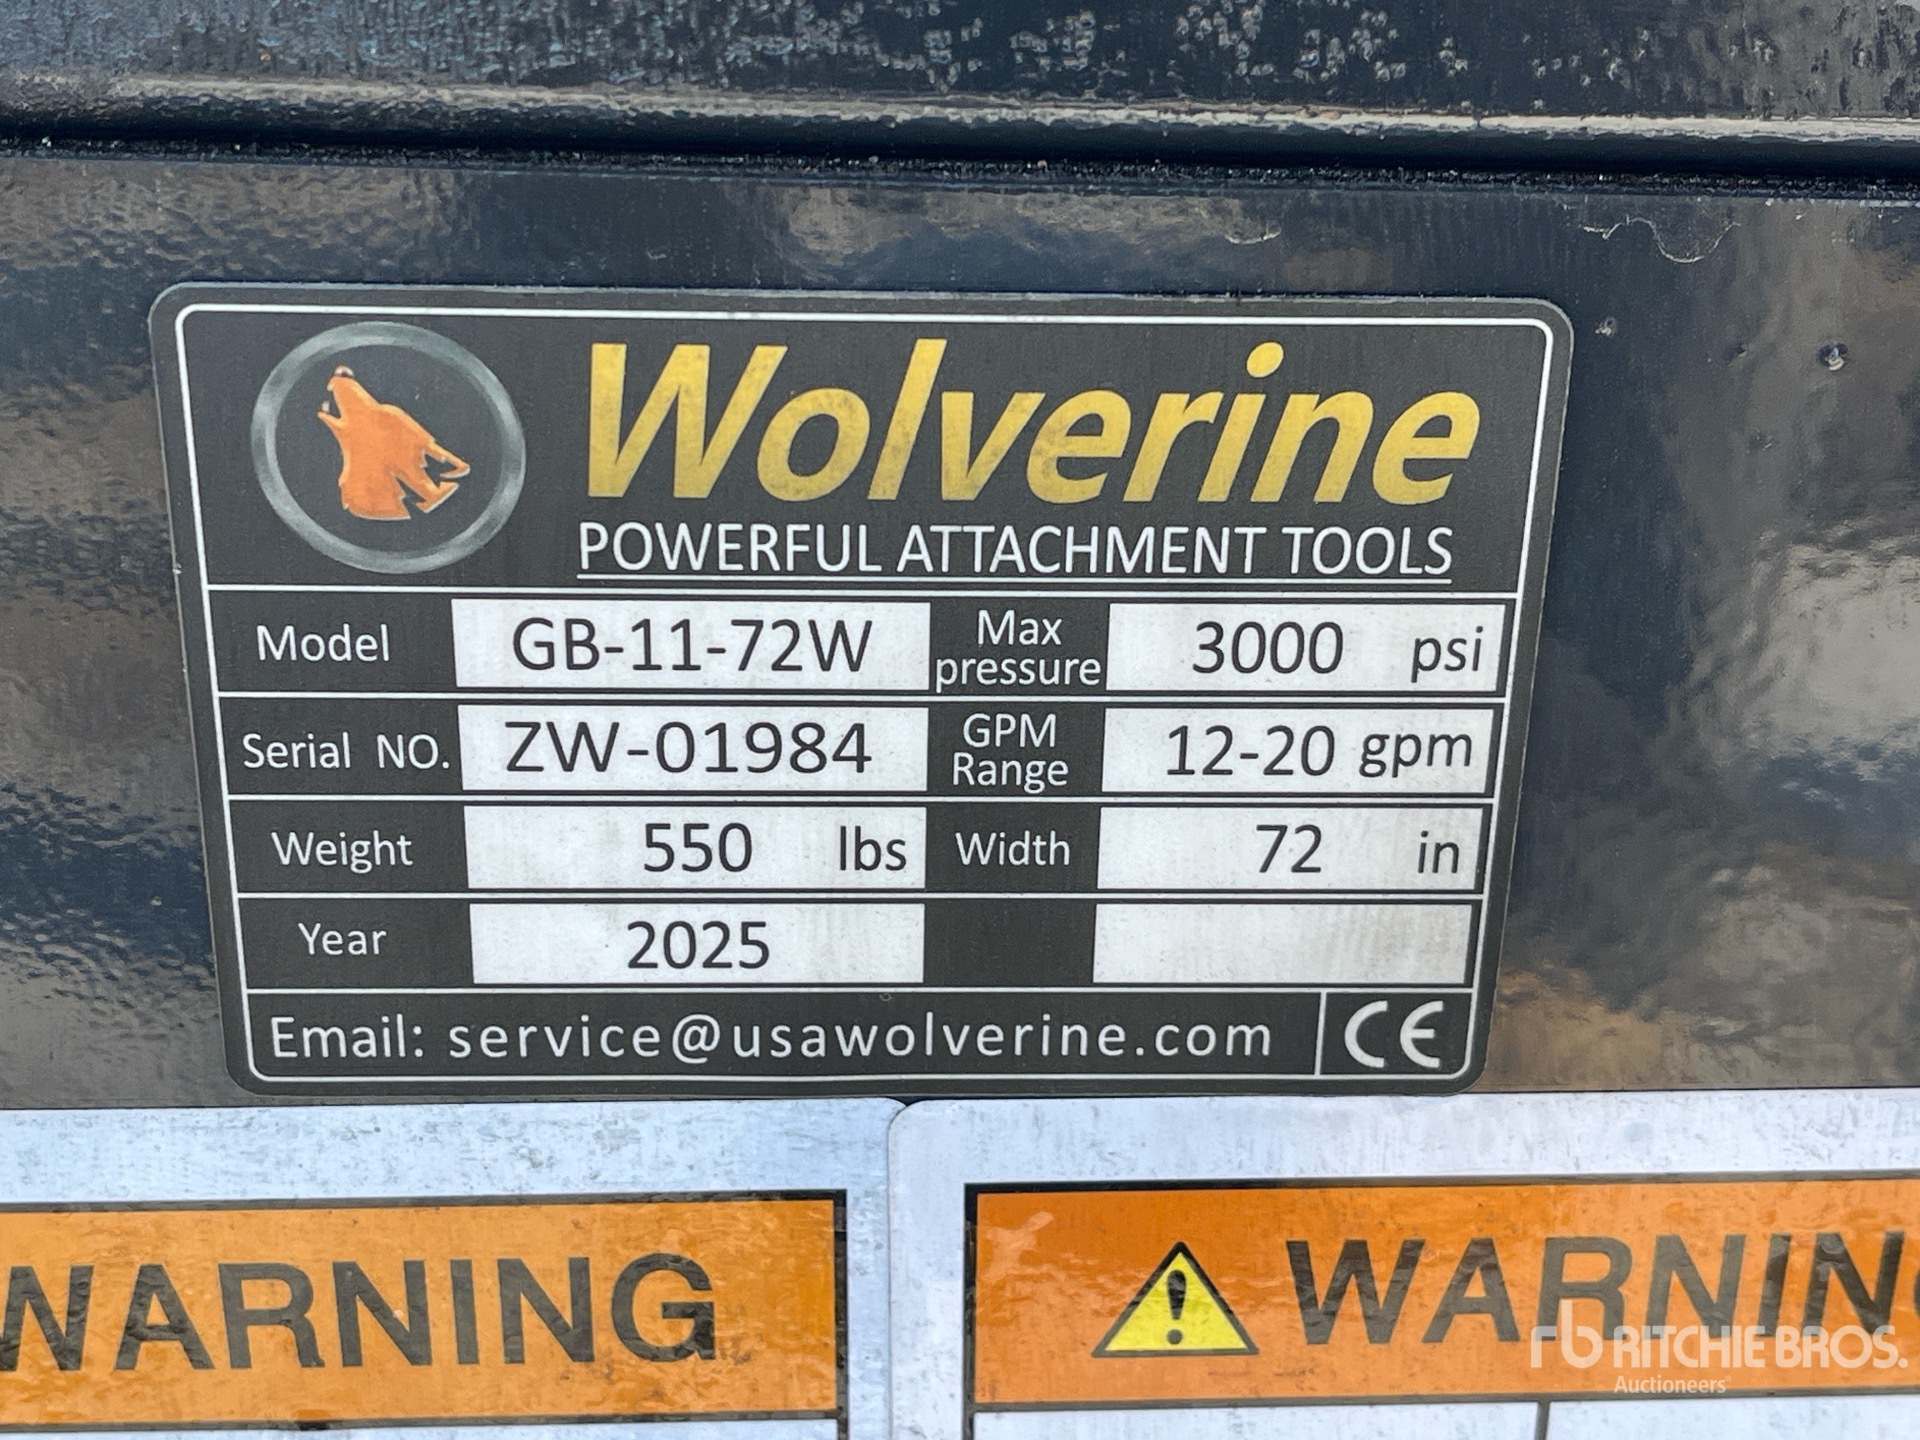 Wolverine
POWERFUL ATTACHMENT TOOLS
Model GB-11-72W Max pressure 3000 psi
Serial NO. ZW-01984 GPM Range 12-20 gpm
Weight 550 lbs Width 72 in
Year 2025
Email: service@usawolverine.com CE
WARNING
WARNING
rb RITCHIE BROS.
Auctioneers